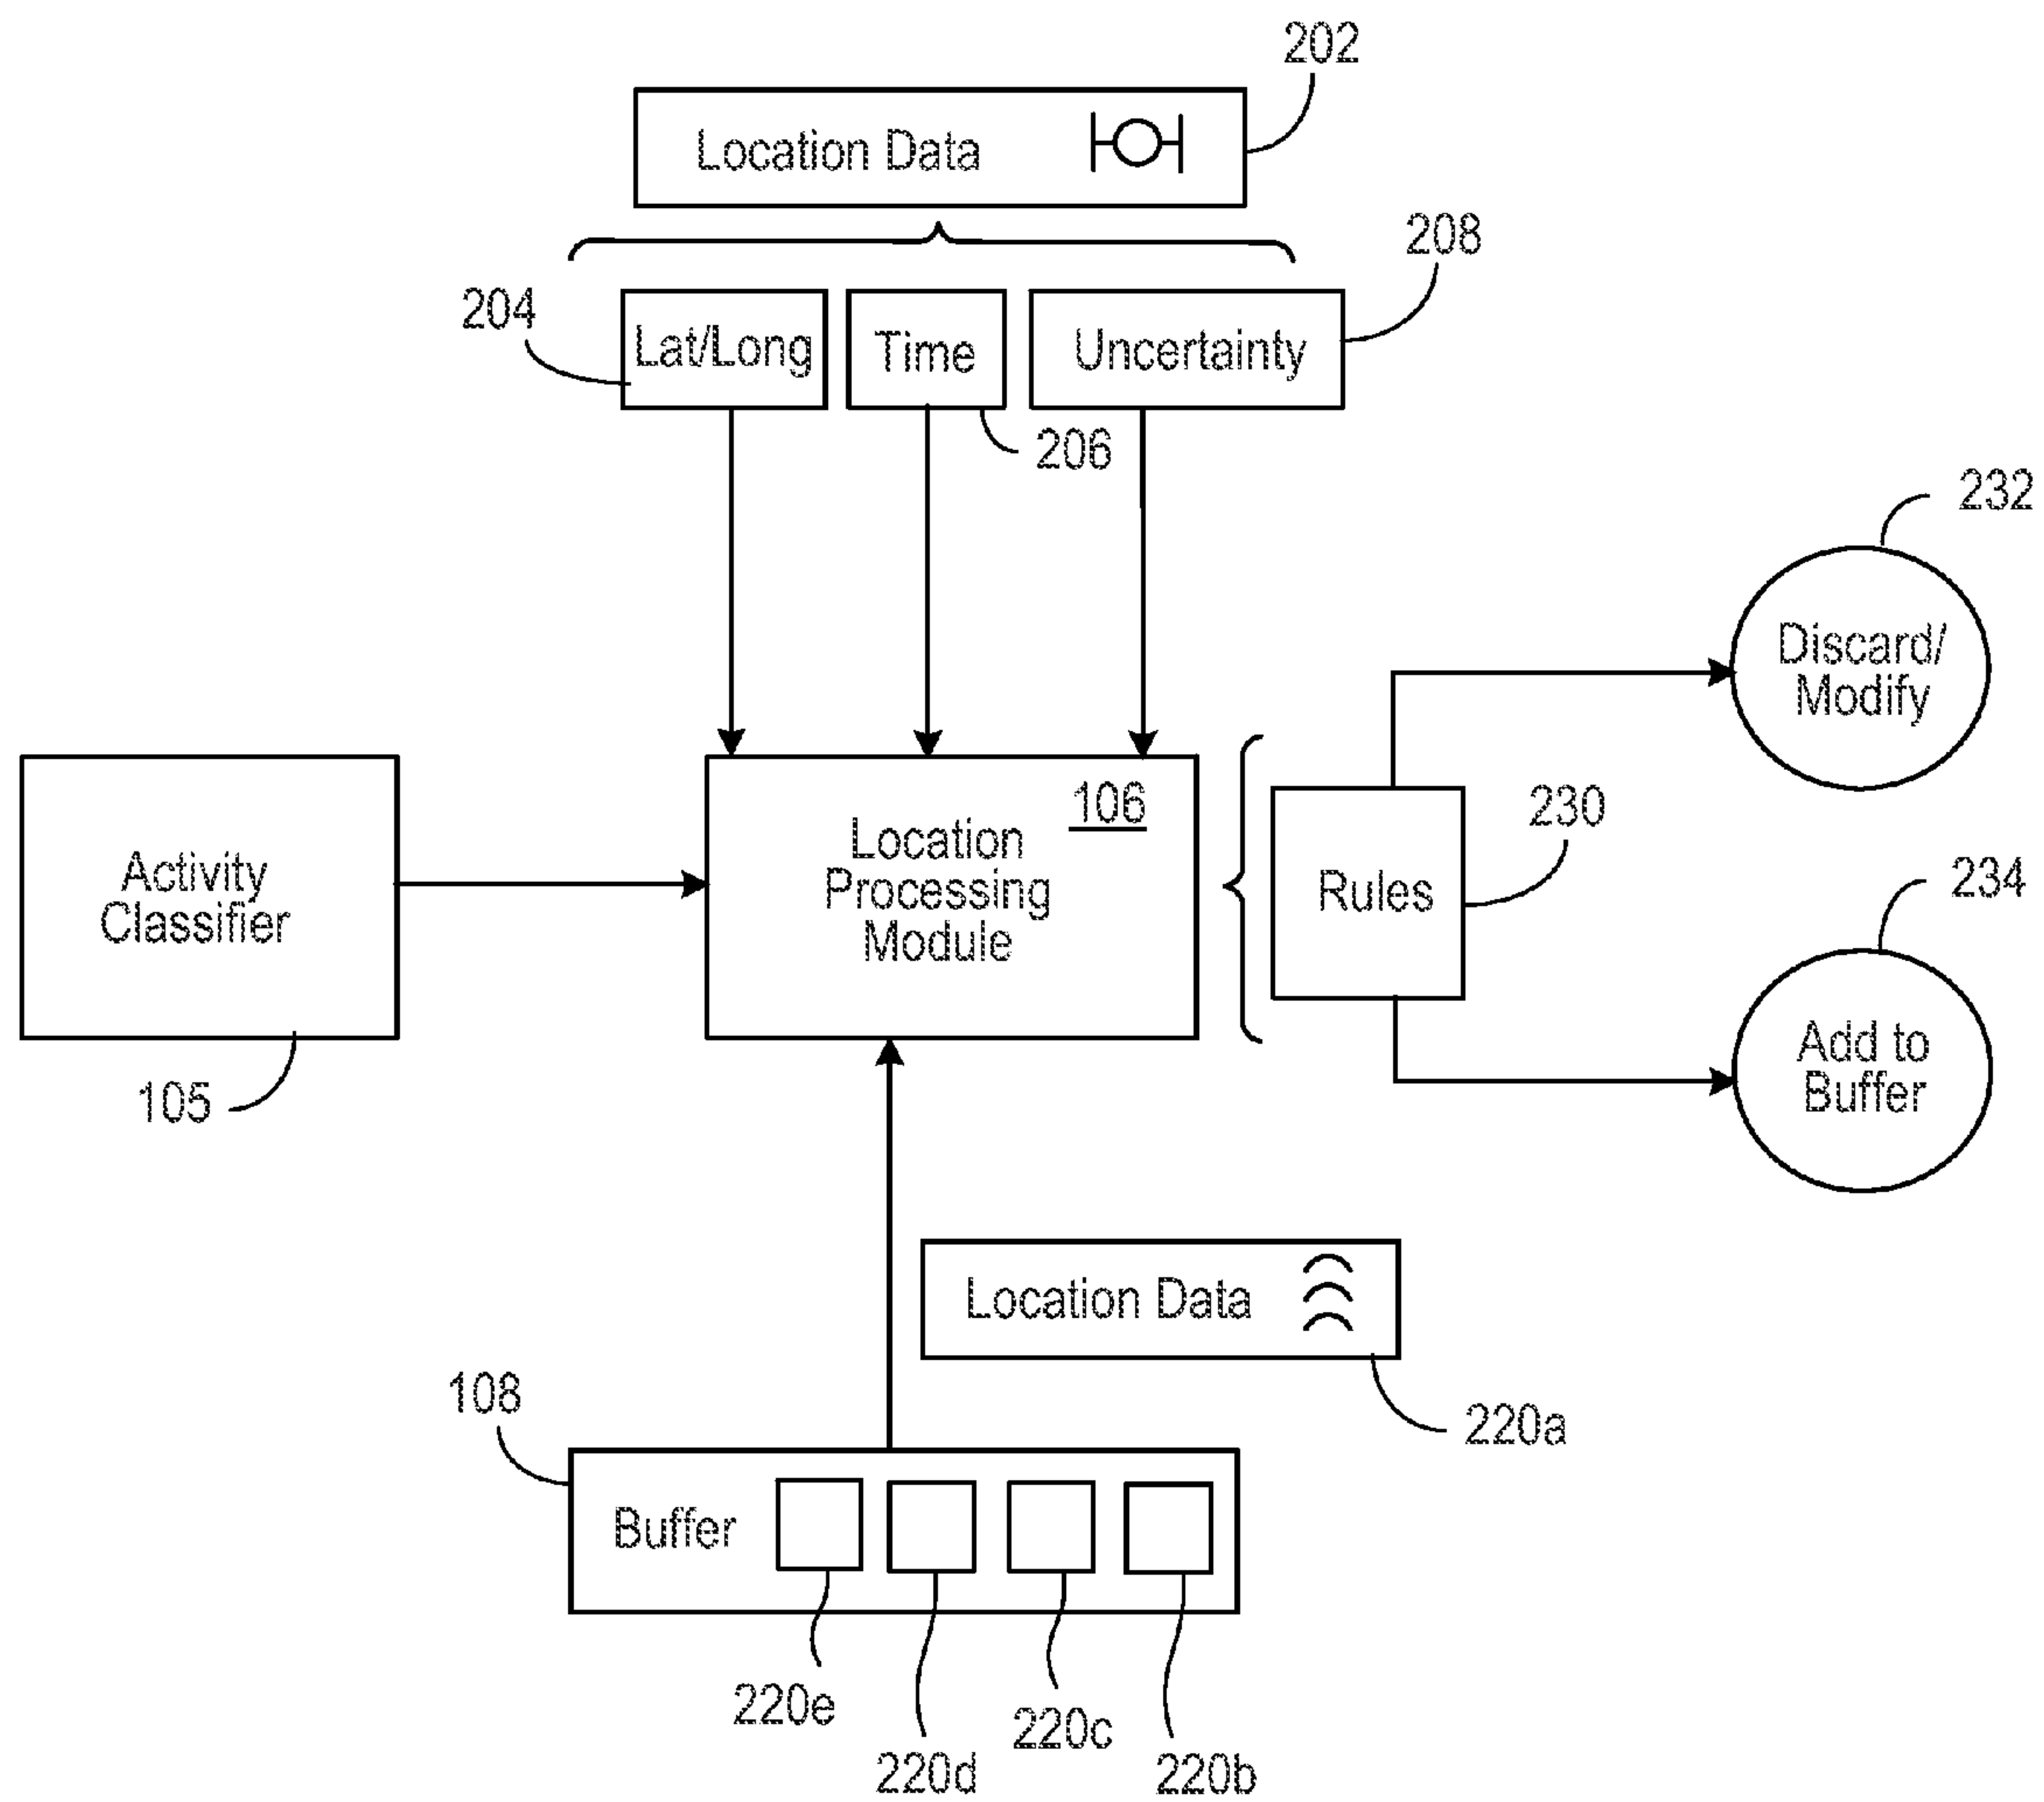 202
Location Data
208
204
Lat/Long
Time
Uncertainty
206
232
Discard/
Modify
106
Location
Processing
Module
230
Rules
Activity
Classifier
234
Add to
Buffer
105
Location Data
108
220a
Buffer
220e
220d
220c
220b